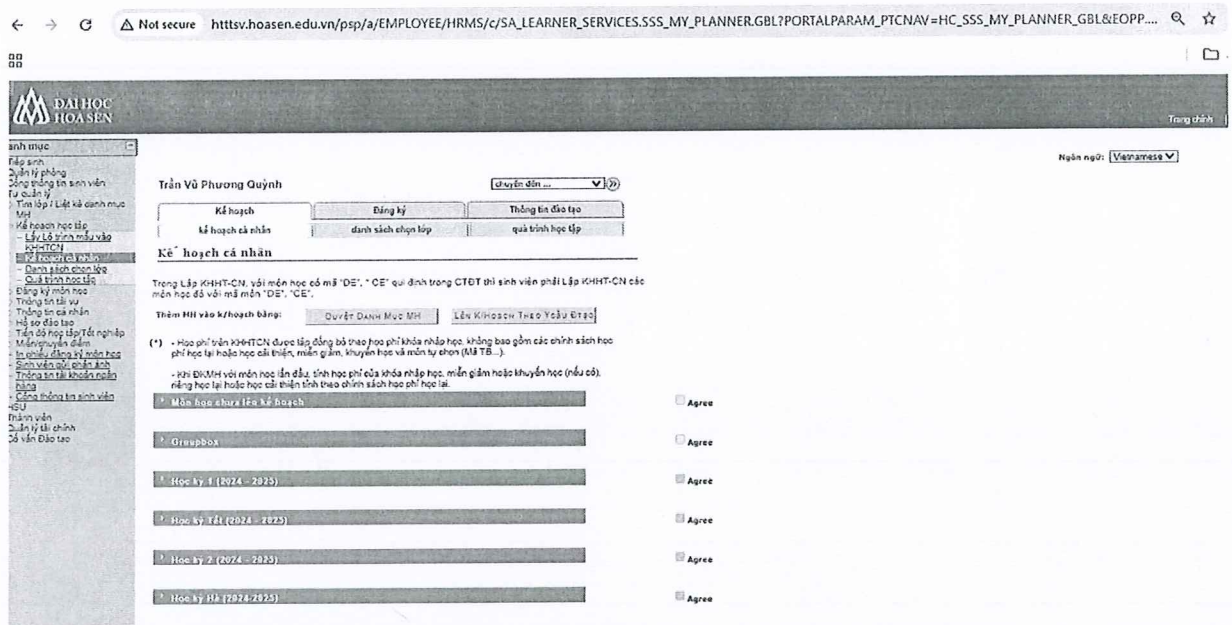 Not secure httttsv.hoasen.edu.vn/psp/a/EMPLOYEE/HRMS/c/SA_LEARNER_SERVICES.SSS_MY_PLANNER.GBL?PORTALPARAM_PTCNAV=HC_SSS_MY_PLANNER_GBL&EOPP....
ĐẠI HỌC
HOA SEN
Trang chính
anh mục
Ngôn ngữ: Vietnamese
Tiếp sinh
Quản lý phòng
Cổng thông tin sinh viên
Tự quản lý
Tìm lớp / Liệt kê danh mục
MH
Kế hoạch học tập
– Lấy Lộ trình mẫu vào
KHHTCN
– Kế hoạch cá nhân
– Danh sách chọn lớp
– Quá trình học tập
Đăng ký môn học
Thông tin tài vụ
Thông tin cá nhân
Hồ sơ đào tạo
Tiến độ học tập/Tốt nghiệp
Miễn/chuyển điểm
- In phiếu đăng ký môn học
- Sinh viên gửi phản ánh
- Thông tin tài khoản ngân
hàng
- Cổng thông tin sinh viên
HSU
Thành viên
Quản lý tài chính
Cố vấn Đào tạo
Trần Vũ Phương Quỳnh
chuyển đến ...
Kế hoạch Đăng ký Thông tin đào tạo
kế hoạch cá nhân danh sách chọn lớp quá trình học tập
Kế hoạch cá nhân
Trong Lập KHHT-CN, với môn học có mã "DE", " CE" qui định trong CTĐT thì sinh viên phải Lập KHHT-CN các
môn học đó với mã môn "DE", "CE".
Thêm MH vào k/hoạch bằng: DUYỆT DANH MỤC MH LÊN K/HOẠCH THEO YCẦU ĐTẠO
(*) - Học phí trên KHHTCN được lập đồng bộ theo học phí khóa nhập học, không bao gồm các chính sách học
phí học lại hoặc học cải thiện, miễn giảm, khuyến học và môn tự chọn (Mã TB...).
- Khi ĐKMH với môn học lần đầu, tính học phí của khóa nhập học, miễn giảm hoặc khuyến học (nếu có),
riêng học lại hoặc học cải thiện tính theo chính sách học phí học lại.
Môn học chưa lên kế hoạch Agree
Groupbox Agree
Học kỳ 1 (2024 - 2025) Agree
Học kỳ Tết (2024 - 2025) Agree
Học kỳ 2 (2024 - 2025) Agree
Học kỳ Hè (2024-2025) Agree